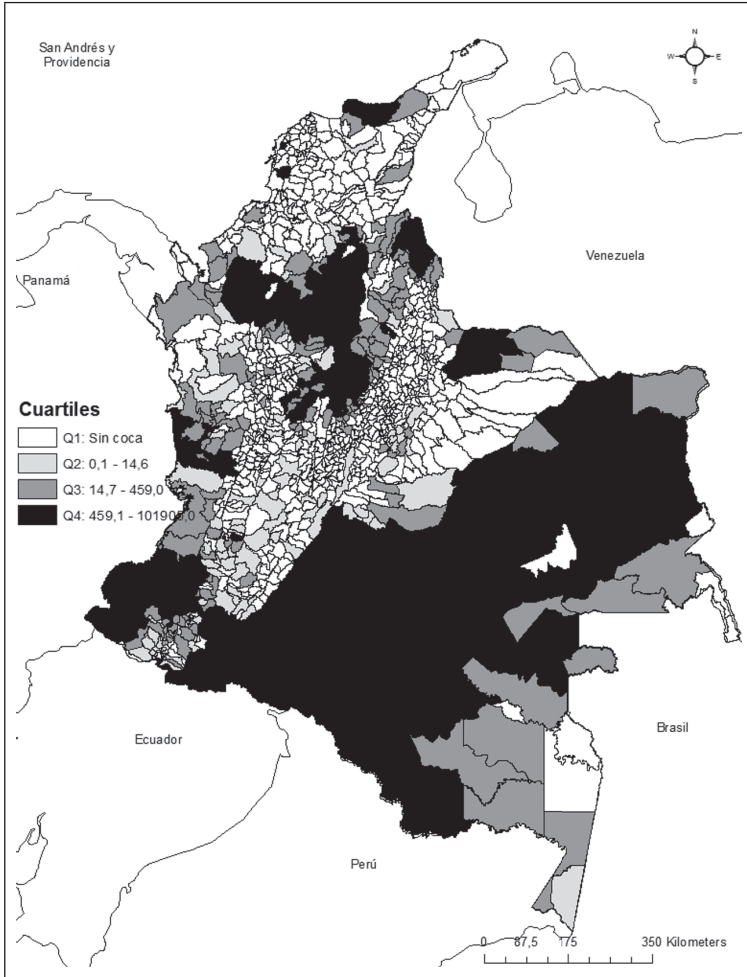 San Andrés y
Providencia
N
W
E
S
Venezuela
Panamá
Cuartiles
Q1: Sin coca
Q2: 0,1 - 14,6
Q3: 14,7 - 459,0
Q4: 459,1 - 101905,0
Brasil
Ecuador
Perú
0 87,5 175 350 Kilometers